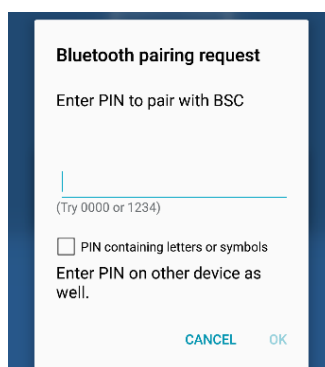 Bluetooth pairing request
Enter PIN to pair with BSC
(Try 0000 or 1234)
PIN containing letters or symbols
Enter PIN on other device as
well.
CANCEL OK